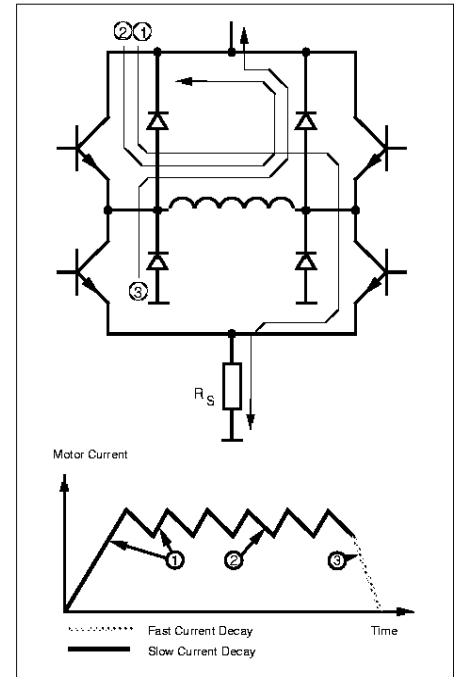 ② ①
③
R S
Motor Current
① ② ③
Fast Current Decay Time
Slow Current Decay